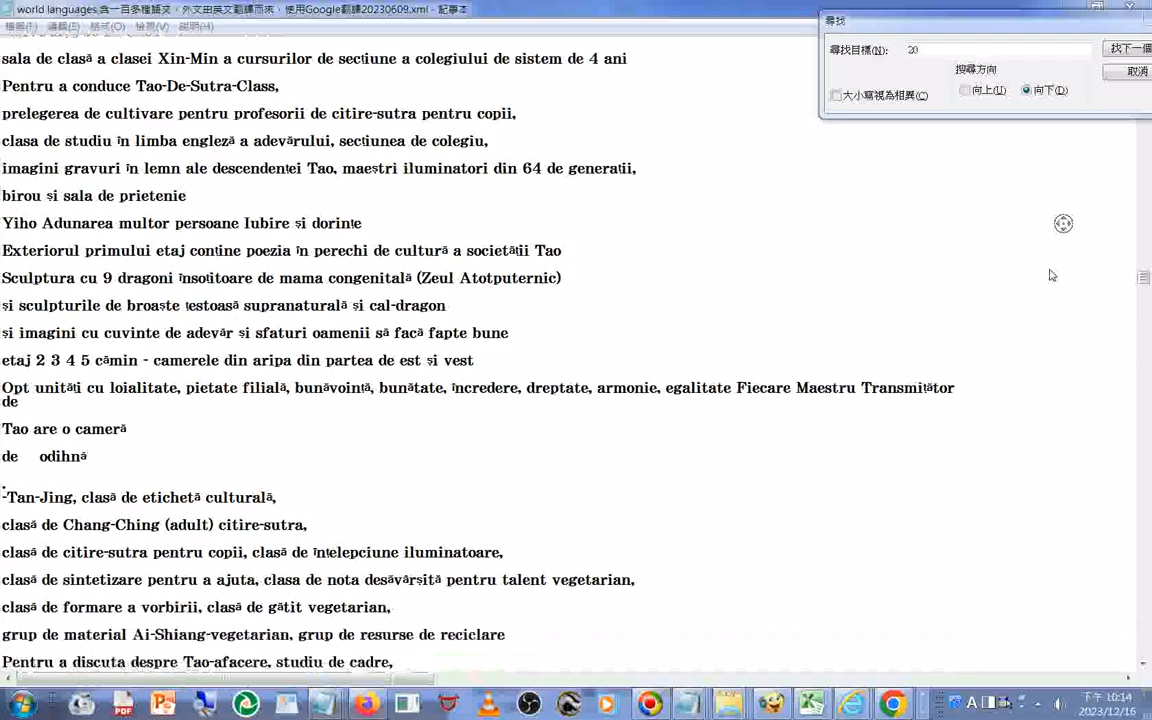 world languages 含一百多種語文，外文由英文翻譯而來，使用Google翻譯20230609.xml - 記事本
檔案(F) 編輯(E) 格式(O) 檢視(V) 說明(H)
尋找
尋找目標(N): 20
找下一個
搜尋方向
取消
大小寫視為相異(C) 向上(U) 向下(D)
sala de clasă a clasei Xin-Min a cursurilor de secțiune a colegiului de sistem de 4 ani
Pentru a conduce Tao-De-Sutra-Class,
prelegerea de cultivare pentru profesorii de citire-sutra pentru copii,
clasa de studiu în limba engleză a adevărului, secțiunea de colegiu,
imagini gravuri în lemn ale descendenței Tao, maeștri iluminatori din 64 de generații,
birou și sala de prietenie
Yiho Adunarea multor persoane Iubire și dorințe
Exteriorul primului etaj conține poezia în perechi de cultură a societății Tao
Sculptura cu 9 dragoni însoțitoare de mama congenitală (Zeul Atotputernic)
și sculpturile de broaște țestoasă supranaturală și cal-dragon
și imagini cu cuvinte de adevăr și sfaturi oamenii să facă fapte bune
etaj 2 3 4 5 cămin - camerele din aripa din partea de est și vest
Opt unități cu loialitate, pietate filială, bunăvoință, bunătate, încredere, dreptate, armonie, egalitate Fiecare Maestru Transmițător
de
Tao are o cameră
de odihnă
.
-Tan-Jing, clasă de etichetă culturală,
clasă de Chang-Ching (adult) citire-sutra,
clasă de citire-sutra pentru copii, clasă de înțelepciune iluminatoare,
clasă de sintetizare pentru a ajuta, clasa de nota desăvârșită pentru talent vegetarian,
clasă de formare a vorbirii, clasă de gătit vegetarian,
grup de material Ai-Shiang-vegetarian, grup de resurse de reciclare
Pentru a discuta despre Tao-afacere, studiu de cadre,
下午 10:14
2023/12/16